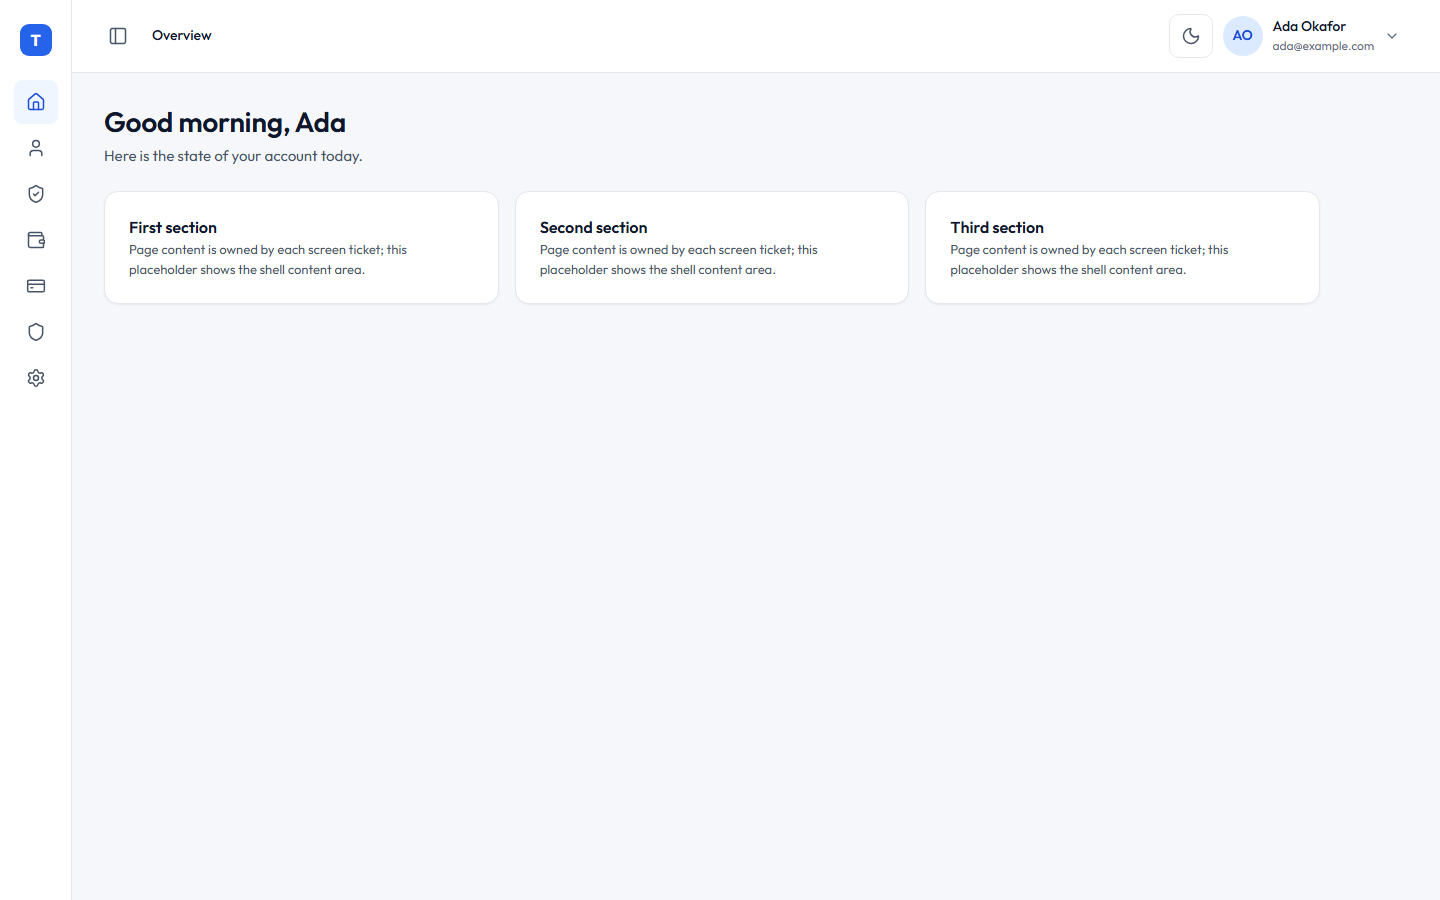 T
Overview
AO
Ada Okafor
ada@example.com
Good morning, Ada
Here is the state of your account today.
First section
Page content is owned by each screen ticket; this
placeholder shows the shell content area.
Second section
Page content is owned by each screen ticket; this
placeholder shows the shell content area.
Third section
Page content is owned by each screen ticket; this
placeholder shows the shell content area.